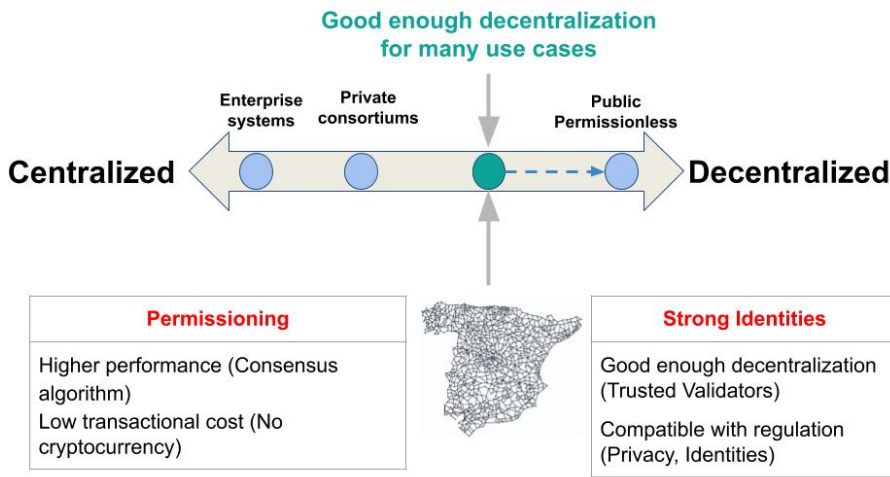 Good enough decentralization
for many use cases
Enterprise
systems
Private
consortiums
Public
Permissionless
Centralized
Decentralized
Permissioning
Higher performance (Consensus
algorithm)
Low transactional cost (No
cryptocurrency)
Strong Identities
Good enough decentralization
(Trusted Validators)
Compatible with regulation
(Privacy, Identities)